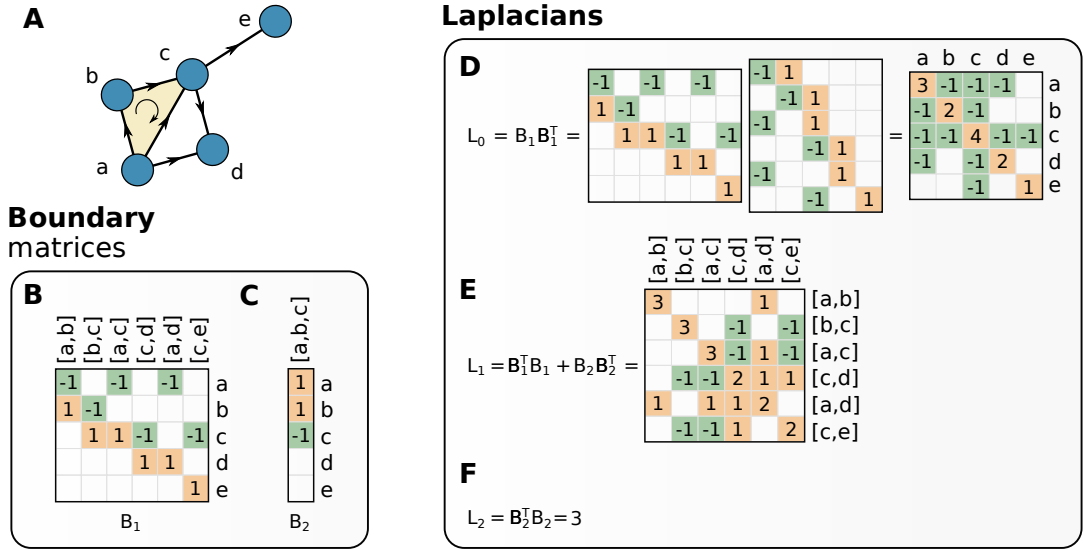 A
e
c
b
a
d
Boundary
matrices
B
[a,b] [b,c] [a,c] [c,d] [a,d] [c,e]
-1 -1 -1 a
1 -1 b
1 1 -1 -1 c
1 1 d
1 e
B1
C
[a,b,c]
1 a
1 b
-1 c
d
e
B2
Laplacians
D
L0 = B1B1T =
-1 -1 -1
1 -1
1 1 -1 -1
1 1
1
-1 1
-1 1
-1 1
-1 1
-1 1
-1 1
=
a b c d e
3 -1 -1 -1 a
-1 2 -1 b
-1 -1 4 -1 -1 c
-1 -1 2 d
-1 1 e
E
[a,b] [b,c] [a,c] [c,d] [a,d] [c,e]
L1 = B1TB1 + B2B2T =
3 1 [a,b]
3 -1 -1 [b,c]
3 -1 1 -1 [a,c]
-1 -1 2 1 1 [c,d]
1 1 1 2 [a,d]
-1 -1 1 2 [c,e]
F
L2 = B2TB2 = 3